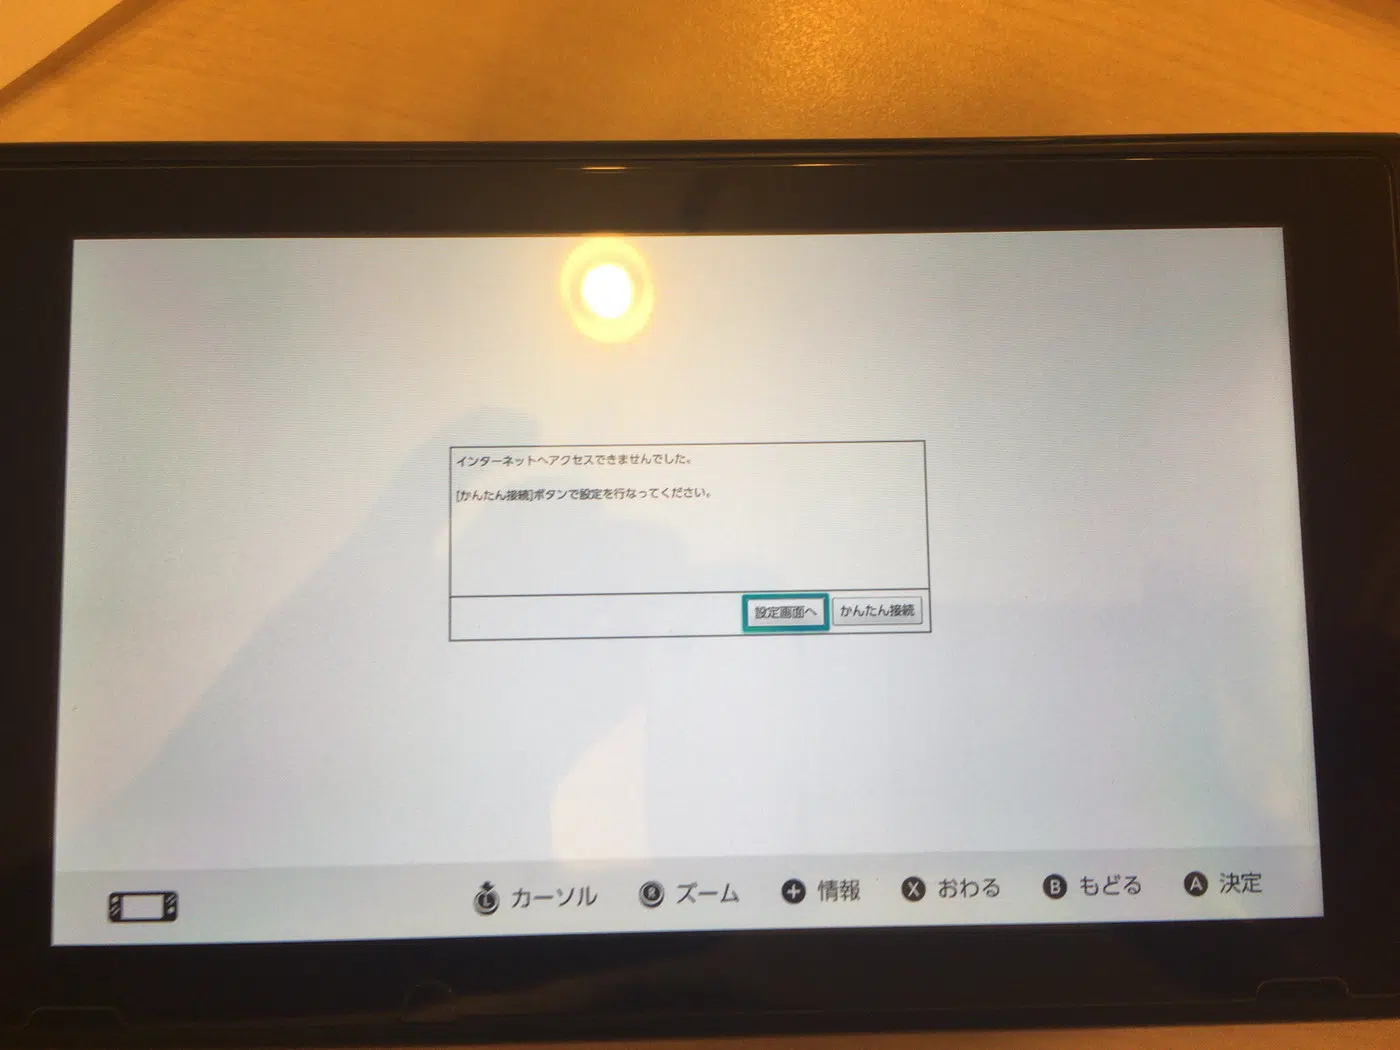 インターネットへアクセスできませんでした。
[かんたん接続]ボタンで設定を行なってください。
設定画面へ かんたん接続
L カーソル R ズーム + 情報 X おわる B もどる A 決定